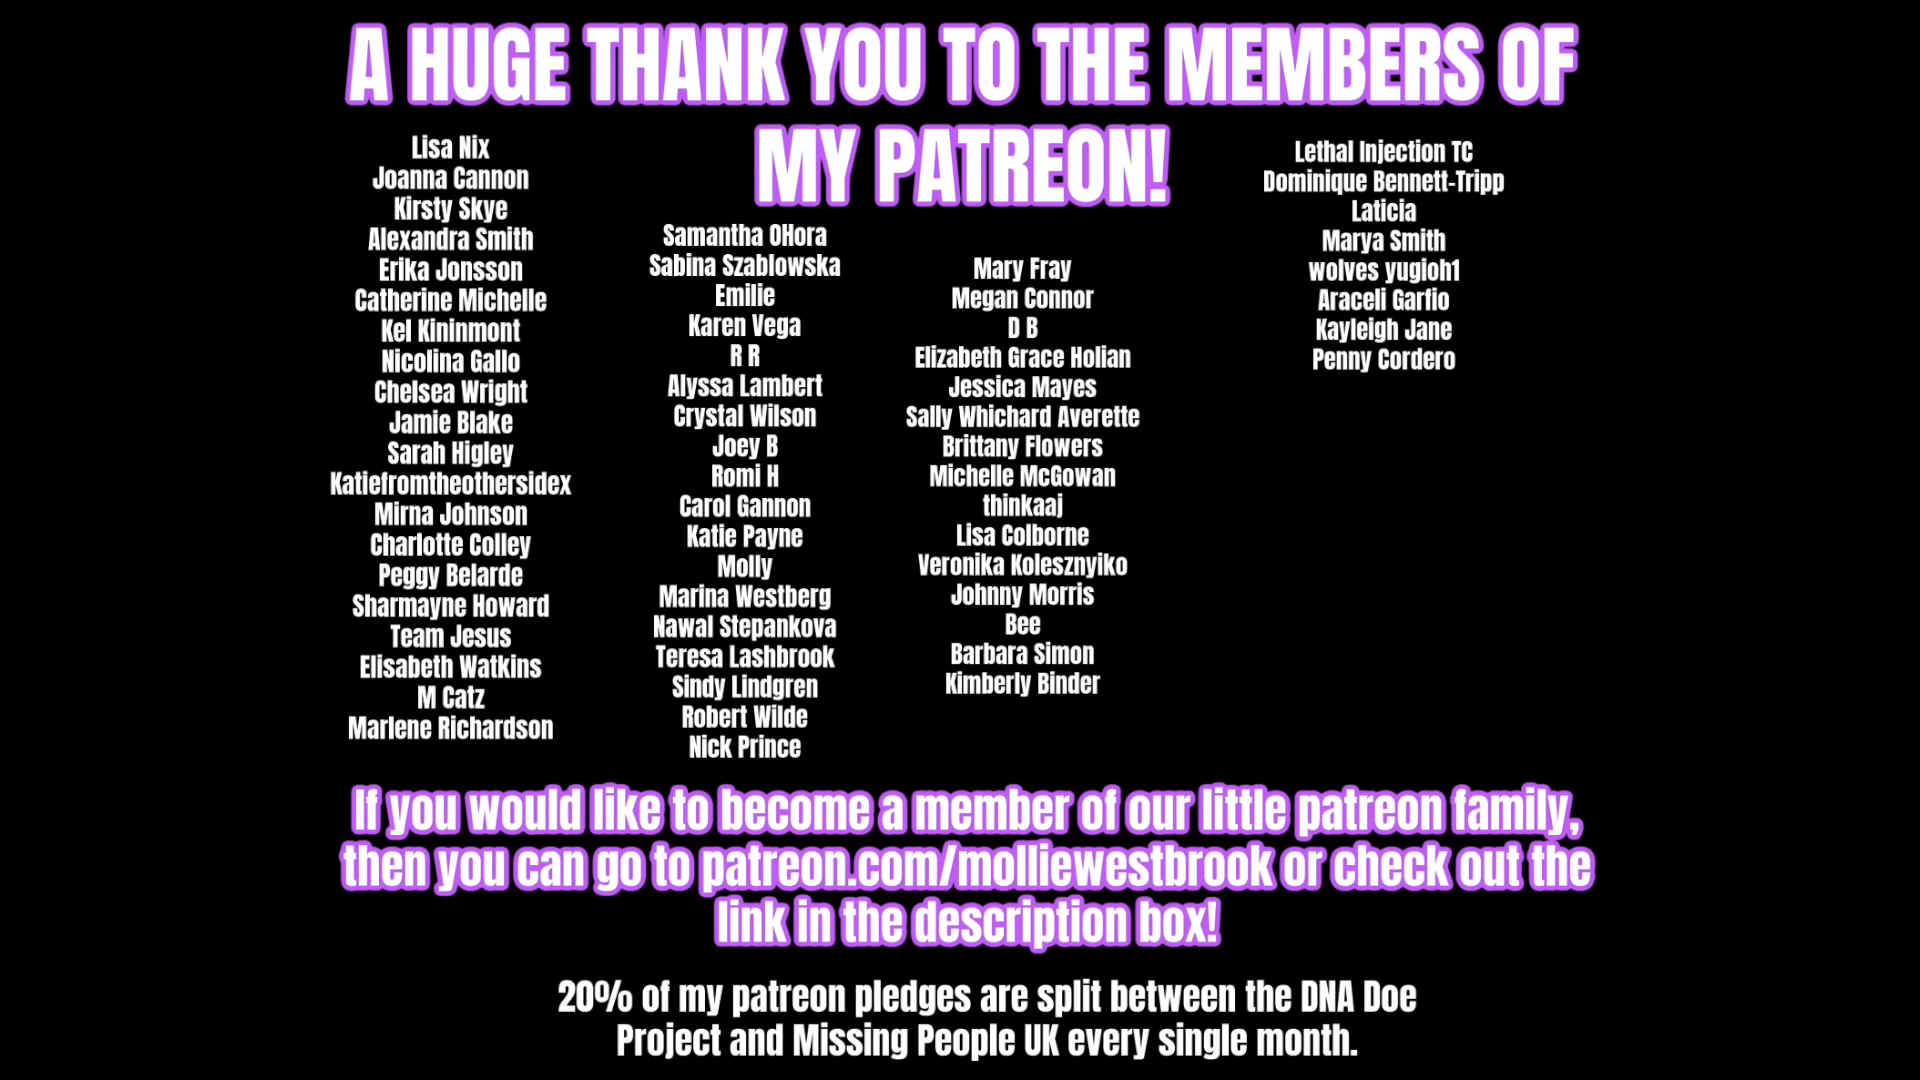 A HUGE THANK YOU TO THE MEMBERS OF
MY PATREON!
Lisa Nix
Joanna Cannon
Kirsty Skye
Alexandra Smith
Erika Jonsson
Catherine Michelle
Kel Kininmont
Nicolina Gallo
Chelsea Wright
Jamie Blake
Sarah Higley
Katiefromtheothersidex
Mirna Johnson
Charlotte Colley
Peggy Belarde
Sharmayne Howard
Team Jesus
Elisabeth Watkins
M Catz
Marlene Richardson
Samantha OHora
Sabina Szablowska
Emilie
Karen Vega
R R
Alyssa Lambert
Crystal Wilson
Joey B
Romi H
Carol Gannon
Katie Payne
Molly
Marina Westberg
Nawal Stepankova
Teresa Lashbrook
Sindy Lindgren
Robert Wilde
Nick Prince
Mary Fray
Megan Connor
D B
Elizabeth Grace Holian
Jessica Mayes
Sally Whichard Averette
Brittany Flowers
Michelle McGowan
thinkaaj
Lisa Colborne
Veronika Kolesznyiko
Johnny Morris
Bee
Barbara Simon
Kimberly Binder
Lethal Injection TC
Dominique Bennett-Tripp
Laticia
Marya Smith
wolves yugioh1
Araceli Garfio
Kayleigh Jane
Penny Cordero
If you would like to become a member of our little patreon family,
then you can go to patreon.com/molliewestbrook or check out the
link in the description box!
20% of my patreon pledges are split between the DNA Doe
Project and Missing People UK every single month.